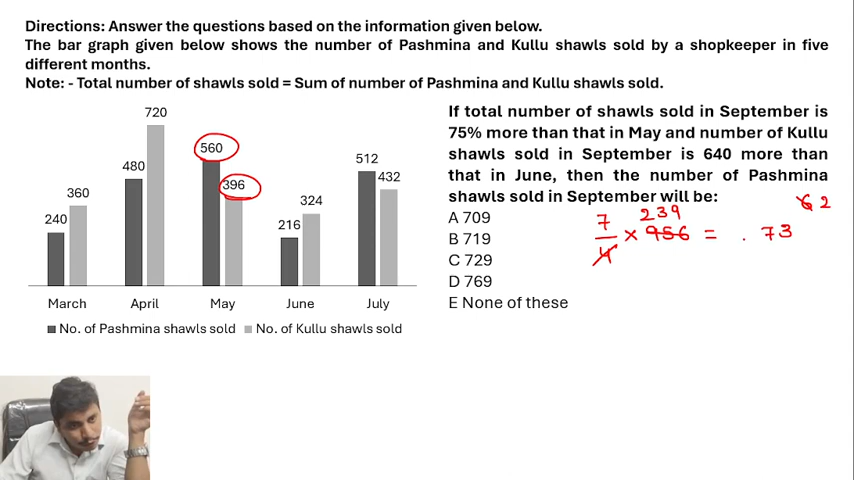 Directions: Answer the questions based on the information given below.
The bar graph given below shows the number of Pashmina and Kullu shawls sold by a shopkeeper in five
different months.
Note: - Total number of shawls sold = Sum of number of Pashmina and Kullu shawls sold.
720
560
480
396
360
240
216
324
512
432
March April May June July
No. of Pashmina shawls sold No. of Kullu shawls sold
If total number of shawls sold in September is
75% more than that in May and number of Kullu
shawls sold in September is 640 more than
that in June, then the number of Pashmina
shawls sold in September will be:
A 709
B 719
C 729
D 769
E None of these
2
239
7/4 × 956 = . 73